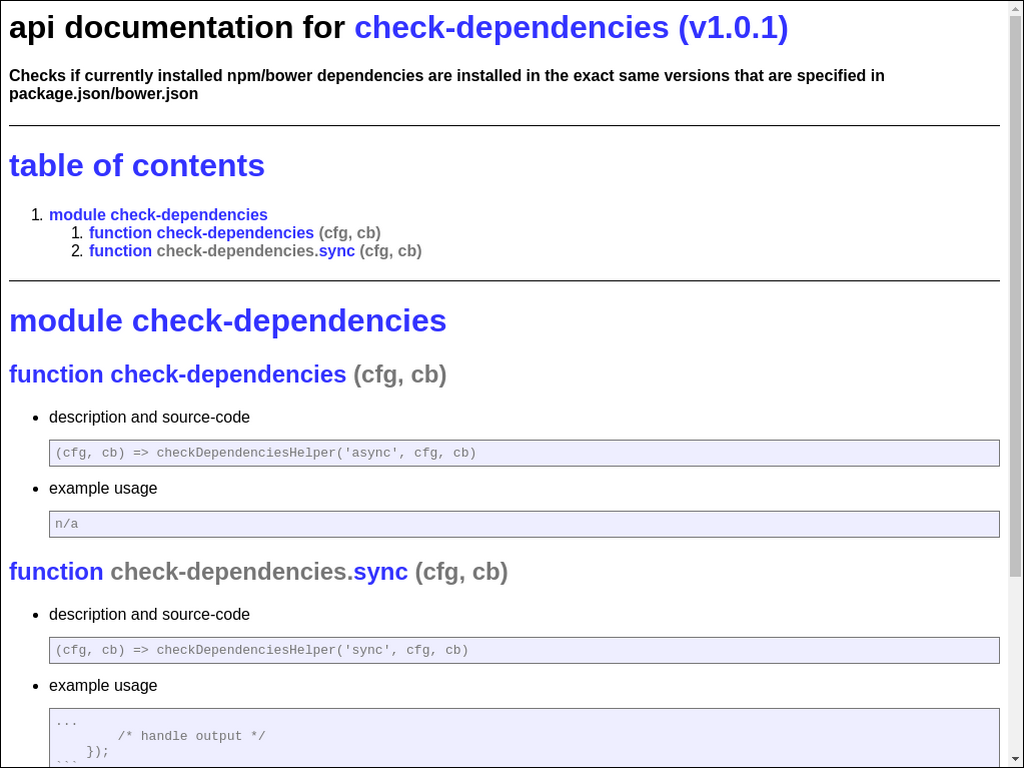 api documentation for check-dependencies (v1.0.1)
Checks if currently installed npm/bower dependencies are installed in the exact same versions that are specified in
package.json/bower.json
table of contents
1. module check-dependencies
1. function check-dependencies (cfg, cb)
2. function check-dependencies.sync (cfg, cb)
module check-dependencies
function check-dependencies (cfg, cb)
• description and source-code
(cfg, cb) => checkDependenciesHelper('async', cfg, cb)
• example usage
n/a
function check-dependencies.sync (cfg, cb)
• description and source-code
(cfg, cb) => checkDependenciesHelper('sync', cfg, cb)
• example usage
...
/* handle output */
});
```